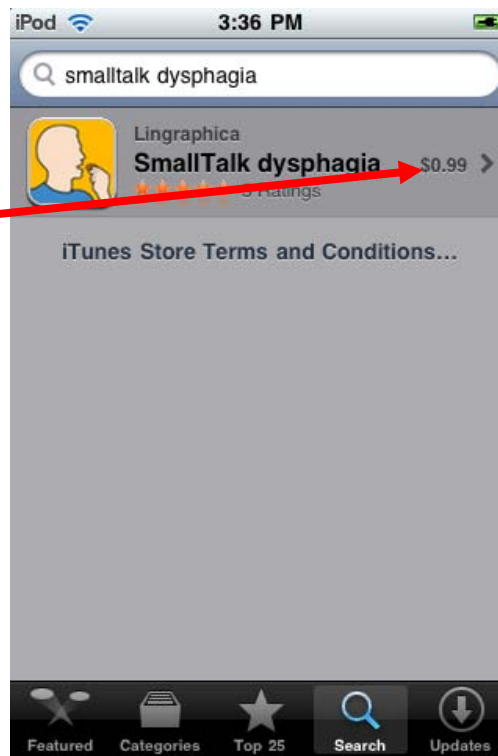 iPod 3:36 PM
smalltalk dysphagia
Lingraphica
SmallTalk dysphagia $0.99
5 Ratings
iTunes Store Terms and Conditions...
Featured Categories Top 25 Search Updates